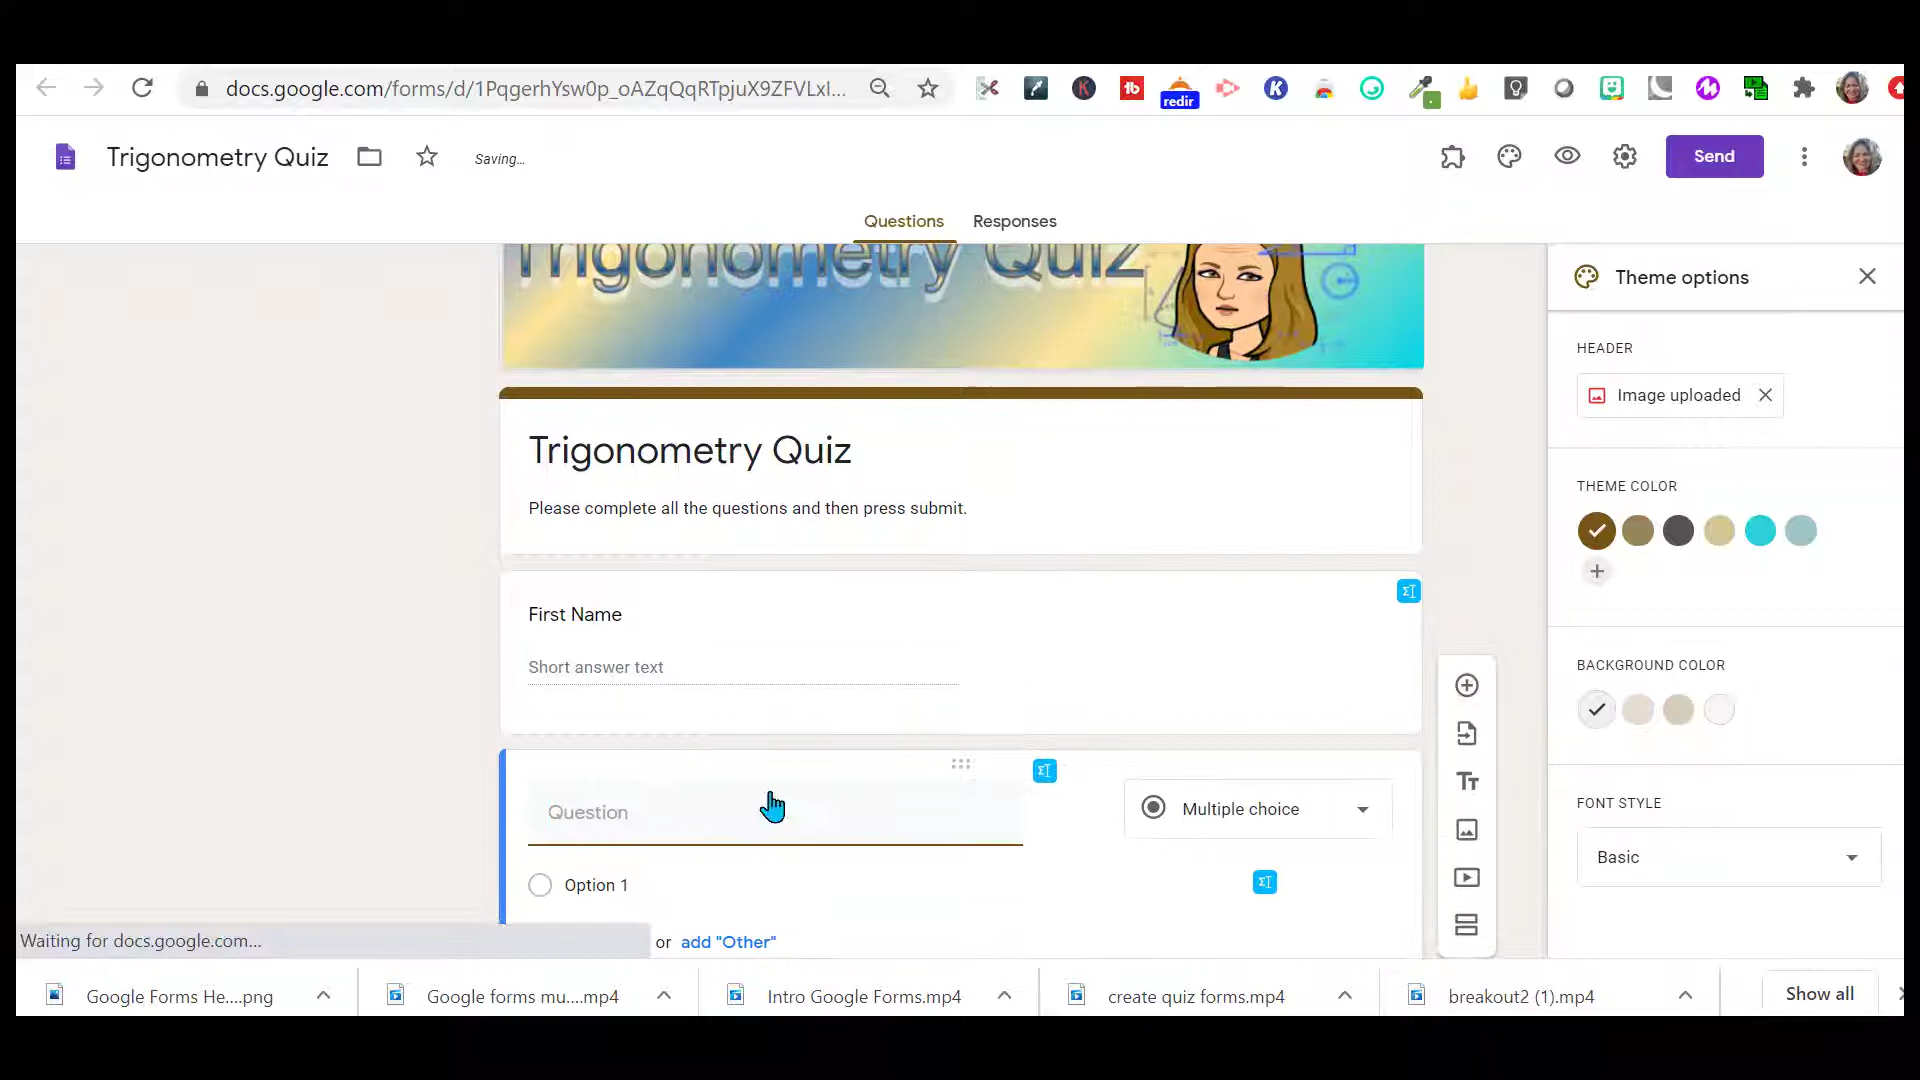 docs.google.com/forms/d/1PqgerhYsw0p_oAZqQqRTpjuX9ZFVLxI...
redir
Trigonometry Quiz
Saving...
Send
Questions
Responses
Trigonometry Quiz
Theme options
HEADER
Image uploaded
Trigonometry Quiz
Please complete all the questions and then press submit.
THEME COLOR
First Name
Short answer text
BACKGROUND COLOR
Question
Multiple choice
FONT STYLE
Basic
Option 1
or add "Other"
Waiting for docs.google.com...
Google Forms He....png
Google forms mu....mp4
Intro Google Forms.mp4
create quiz forms.mp4
breakout2 (1).mp4
Show all